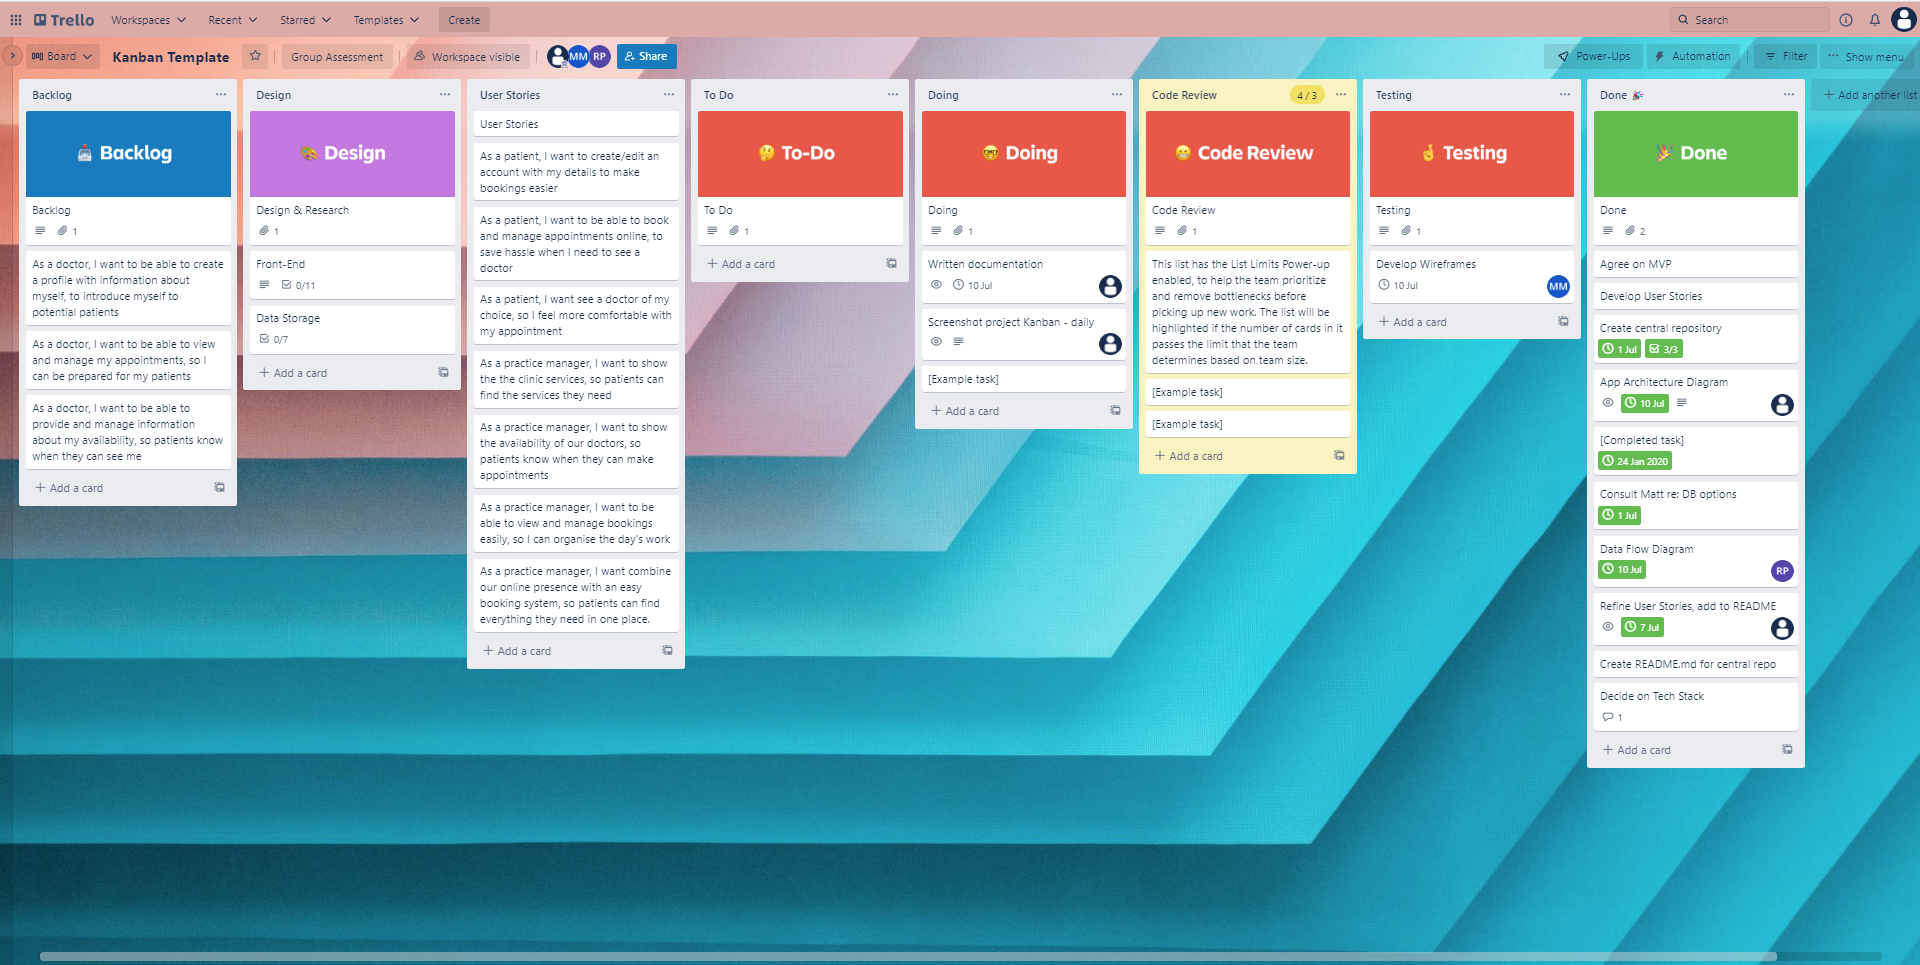 Trello
Workspaces
Recent
Starred
Templates
Create
Search
Board
Kanban Template
Group Assessment
Workspace visible
MM
RP
Share
Power-Ups
Automation
Filter
Show menu
Backlog
Backlog
Backlog
1
As a doctor, I want to be able to create
a profile with information about
myself, to introduce myself to
potential patients
As a doctor, I want to be able to view
and manage my appointments, so I
can be prepared for my patients
As a doctor, I want to be able to
provide and manage information
about my availability, so patients know
when they can see me
+ Add a card
Design
Design
Design & Research
1
Front-End
0/11
Data Storage
0/7
+ Add a card
User Stories
User Stories
As a patient, I want to create/edit an
account with my details to make
bookings easier
As a patient, I want to be able to book
and manage appointments online, to
save hassle when I need to see a
doctor
As a patient, I want see a doctor of my
choice, so I feel more comfortable with
my appointment
As a practice manager, I want to show
the the clinic services, so patients can
find the services they need
As a practice manager, I want to show
the availability of our doctors, so
patients know when they can make
appointments
As a practice manager, I want to be
able to view and manage bookings
easily, so I can organise the day's work
As a practice manager, I want combine
our online presence with an easy
booking system, so patients can find
everything they need in one place.
+ Add a card
To Do
To-Do
To Do
1
+ Add a card
Doing
Doing
Doing
1
Written documentation
10 Jul
Screenshot project Kanban - daily
[Example task]
+ Add a card
Code Review
4 / 3
Code Review
Code Review
1
This list has the List Limits Power-up
enabled, to help the team prioritize
and remove bottlenecks before
picking up new work. The list will be
highlighted if the number of cards in it
passes the limit that the team
determines based on team size.
[Example task]
[Example task]
+ Add a card
Testing
Testing
Testing
1
Develop Wireframes
10 Jul
MM
+ Add a card
Done
Done
Done
2
Agree on MVP
Develop User Stories
Create central repository
1 Jul
3/3
App Architecture Diagram
10 Jul
[Completed task]
24 Jan 2020
Consult Matt re: DB options
1 Jul
Data Flow Diagram
10 Jul
RP
Refine User Stories, add to README
7 Jul
Create README.md for central repo
Decide on Tech Stack
1
+ Add a card
+ Add another list